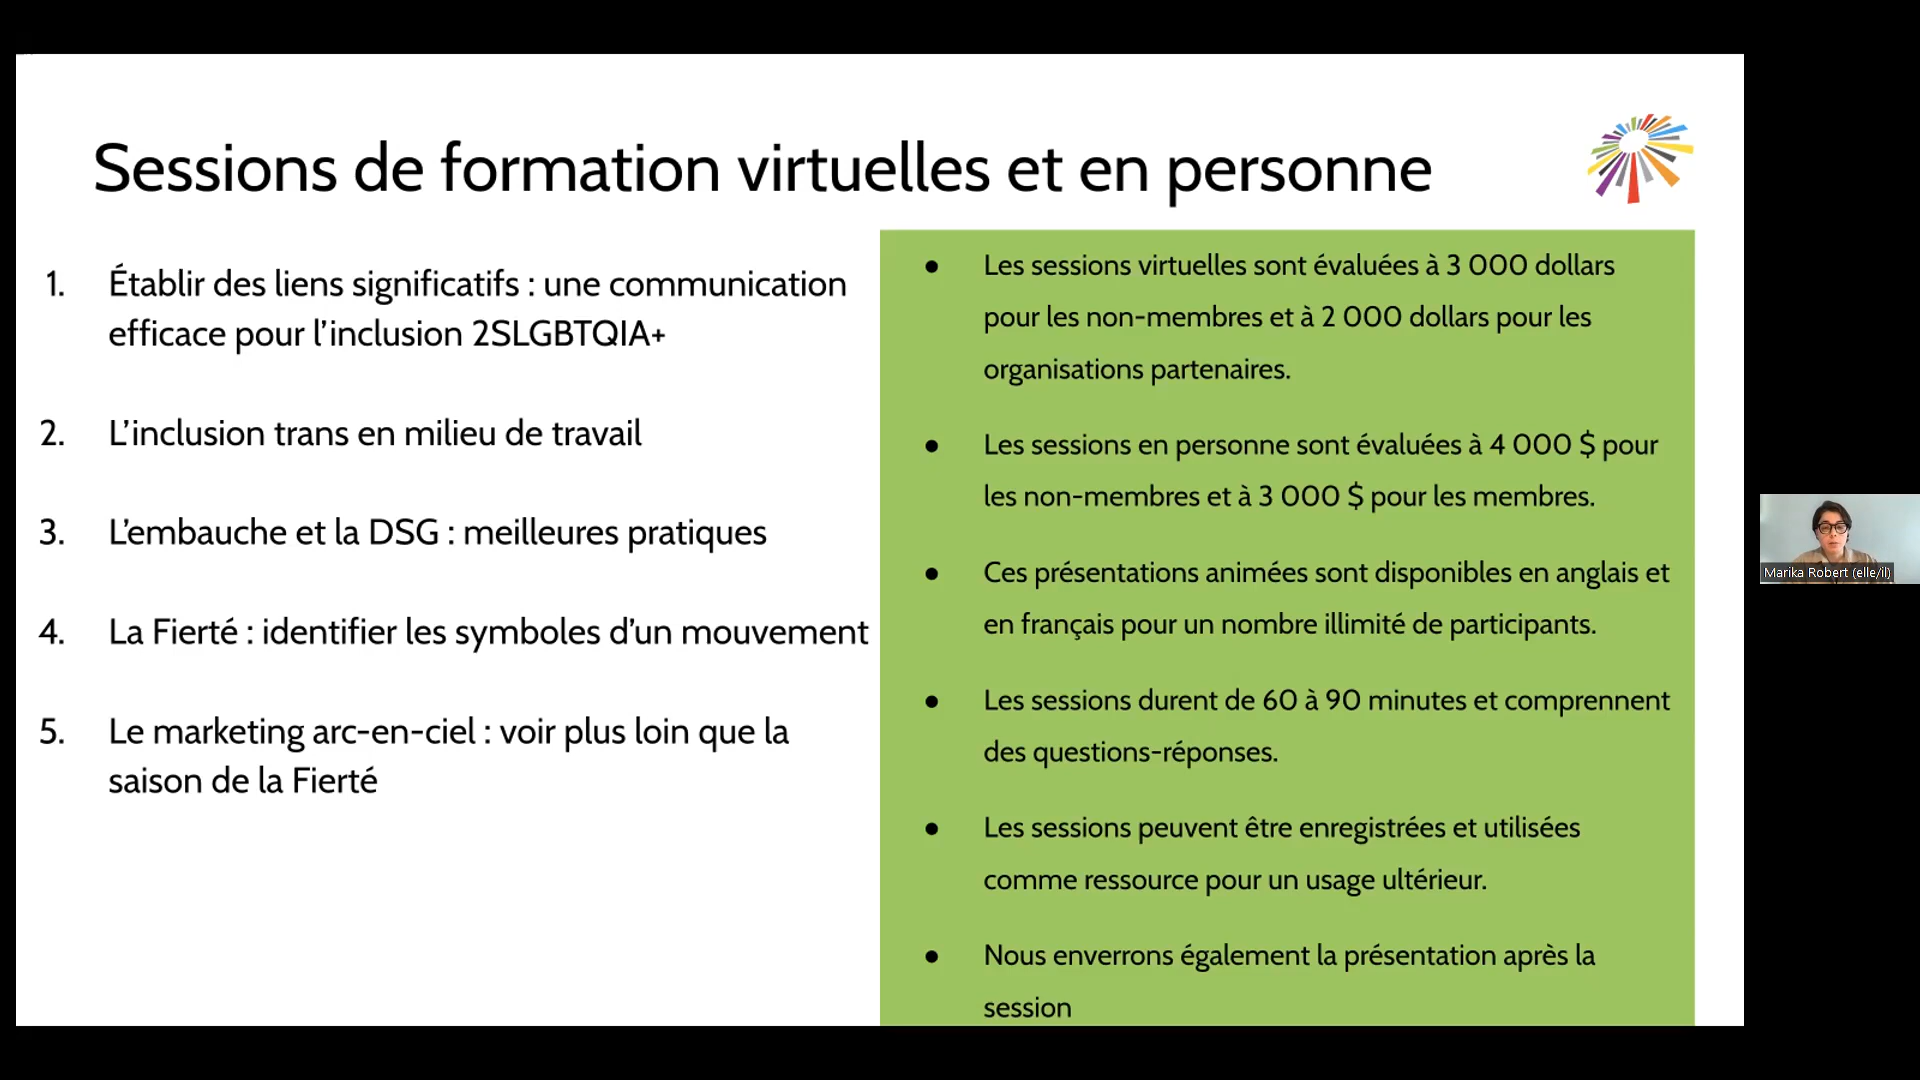 Sessions de formation virtuelles et en personne
1. Établir des liens significatifs : une communication
efficace pour l’inclusion 2SLGBTQIA+
2. L’inclusion trans en milieu de travail
3. L’embauche et la DSG : meilleures pratiques
4. La Fierté : identifier les symboles d’un mouvement
5. Le marketing arc-en-ciel : voir plus loin que la
saison de la Fierté
● Les sessions virtuelles sont évaluées à 3 000 dollars
pour les non-membres et à 2 000 dollars pour les
organisations partenaires.
● Les sessions en personne sont évaluées à 4 000 $ pour
les non-membres et à 3 000 $ pour les membres.
● Ces présentations animées sont disponibles en anglais et
en français pour un nombre illimité de participants.
● Les sessions durent de 60 à 90 minutes et comprennent
des questions-réponses.
● Les sessions peuvent être enregistrées et utilisées
comme ressource pour un usage ultérieur.
● Nous enverrons également la présentation après la
session
Marika Robert (elle/il)